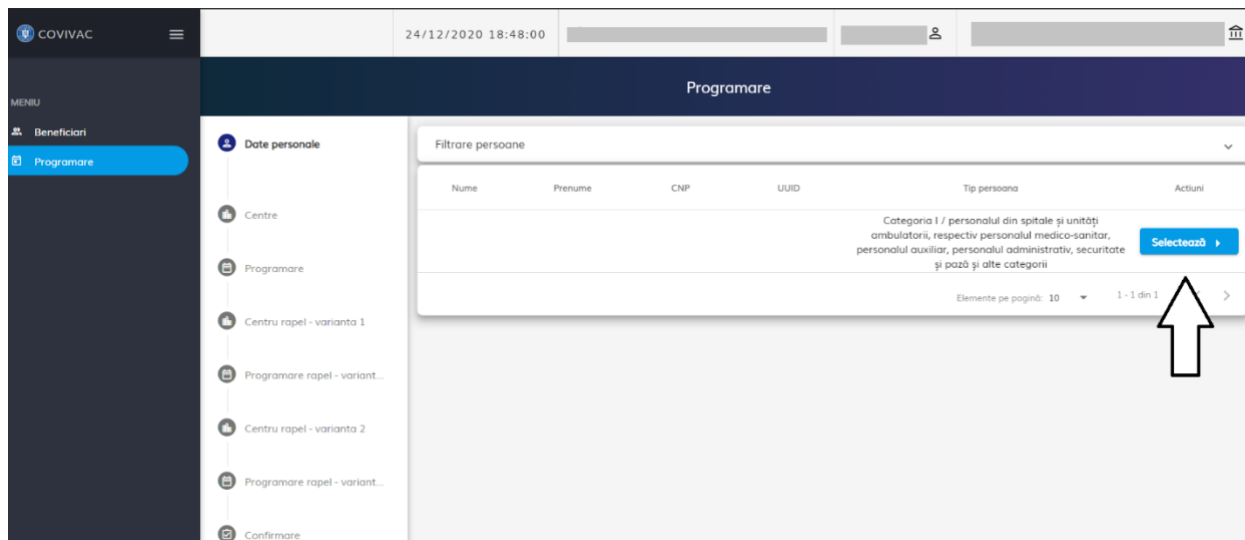 COVIVAC
24/12/2020 18:48:00
Programare
MENIU
Beneficiari
Programare
Date personale
Centre
Programare
Centru rapel - varianta 1
Programare rapel - variant...
Centru rapel - varianta 2
Programare rapel - variant...
Confirmare
Filtrare persoane
Nume Prenume CNP UUID Tip persoana Actiuni
Categoria I / personalul din spitale și unități
ambulatorii, respectiv personalul medico-sanitar,
personalul auxiliar, personalul administrativ, securitate
și pază și alte categorii
Selectează
Elemente pe pagină: 10 1 - 1 din 1